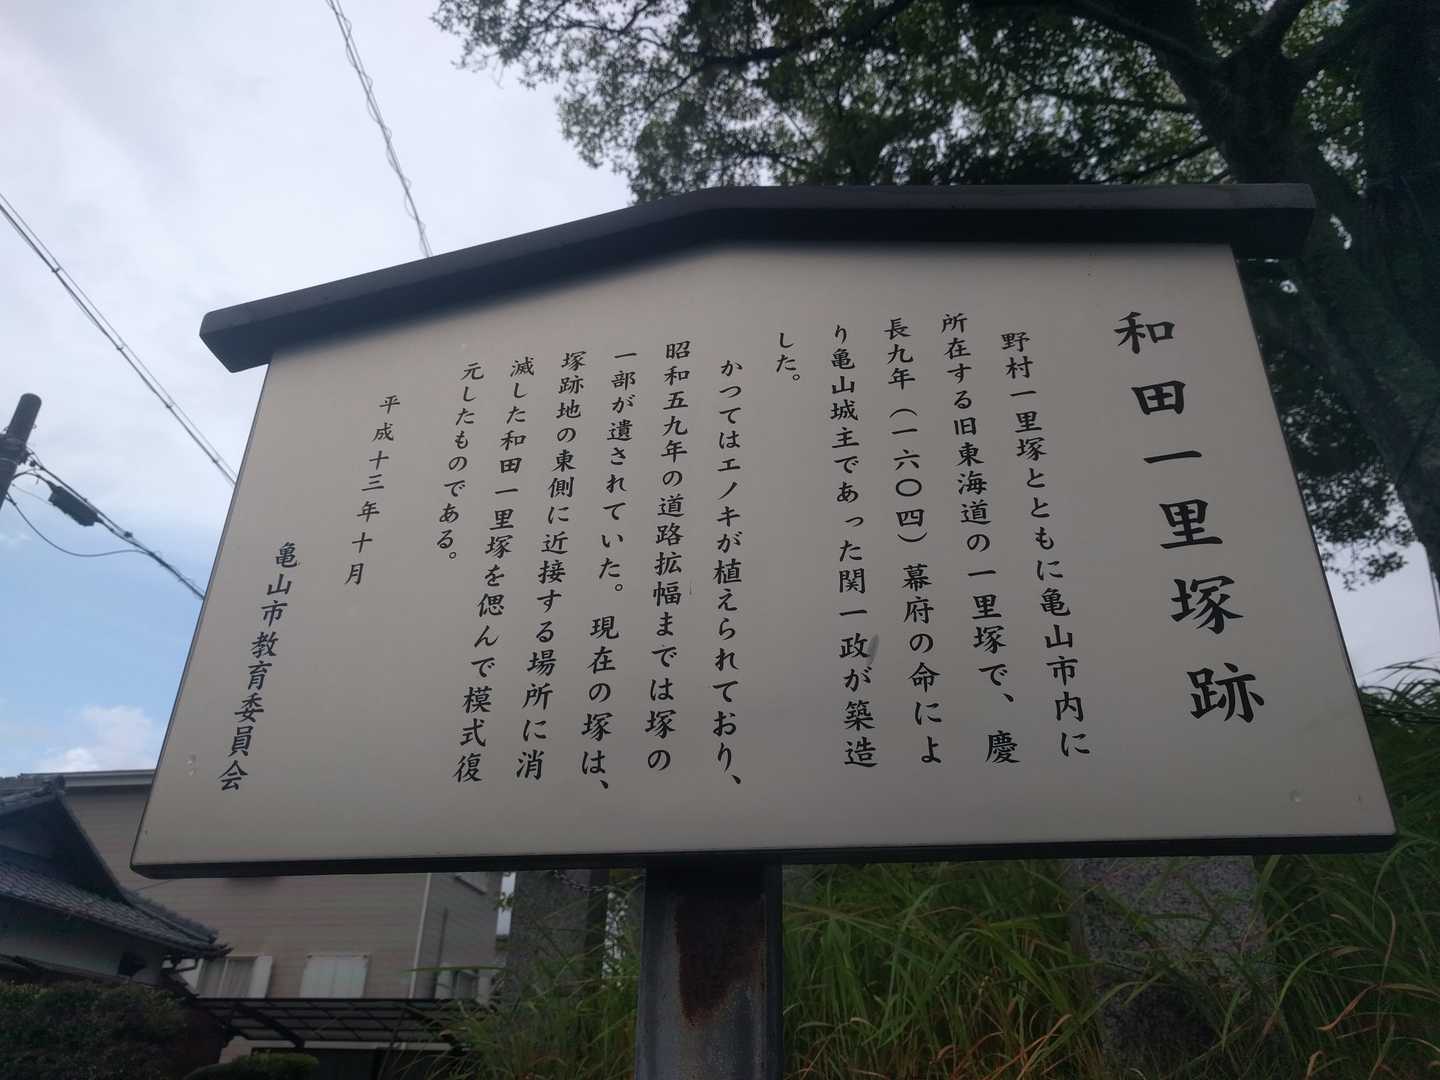 和田一里塚跡
野村一里塚とともに亀山市内に
所在する旧東海道の一里塚で、慶
長九年（一六〇四）幕府の命によ
り亀山城主であった関一政が築造
した。
かつてはエノキが植えられており、
昭和五九年の道路拡幅までは塚の
一部が遺されていた。現在の塚は、
塚跡地の東側に近接する場所に消
滅した和田一里塚を偲んで模式復
元したものである。
平成十三年十月
亀山市教育委員会